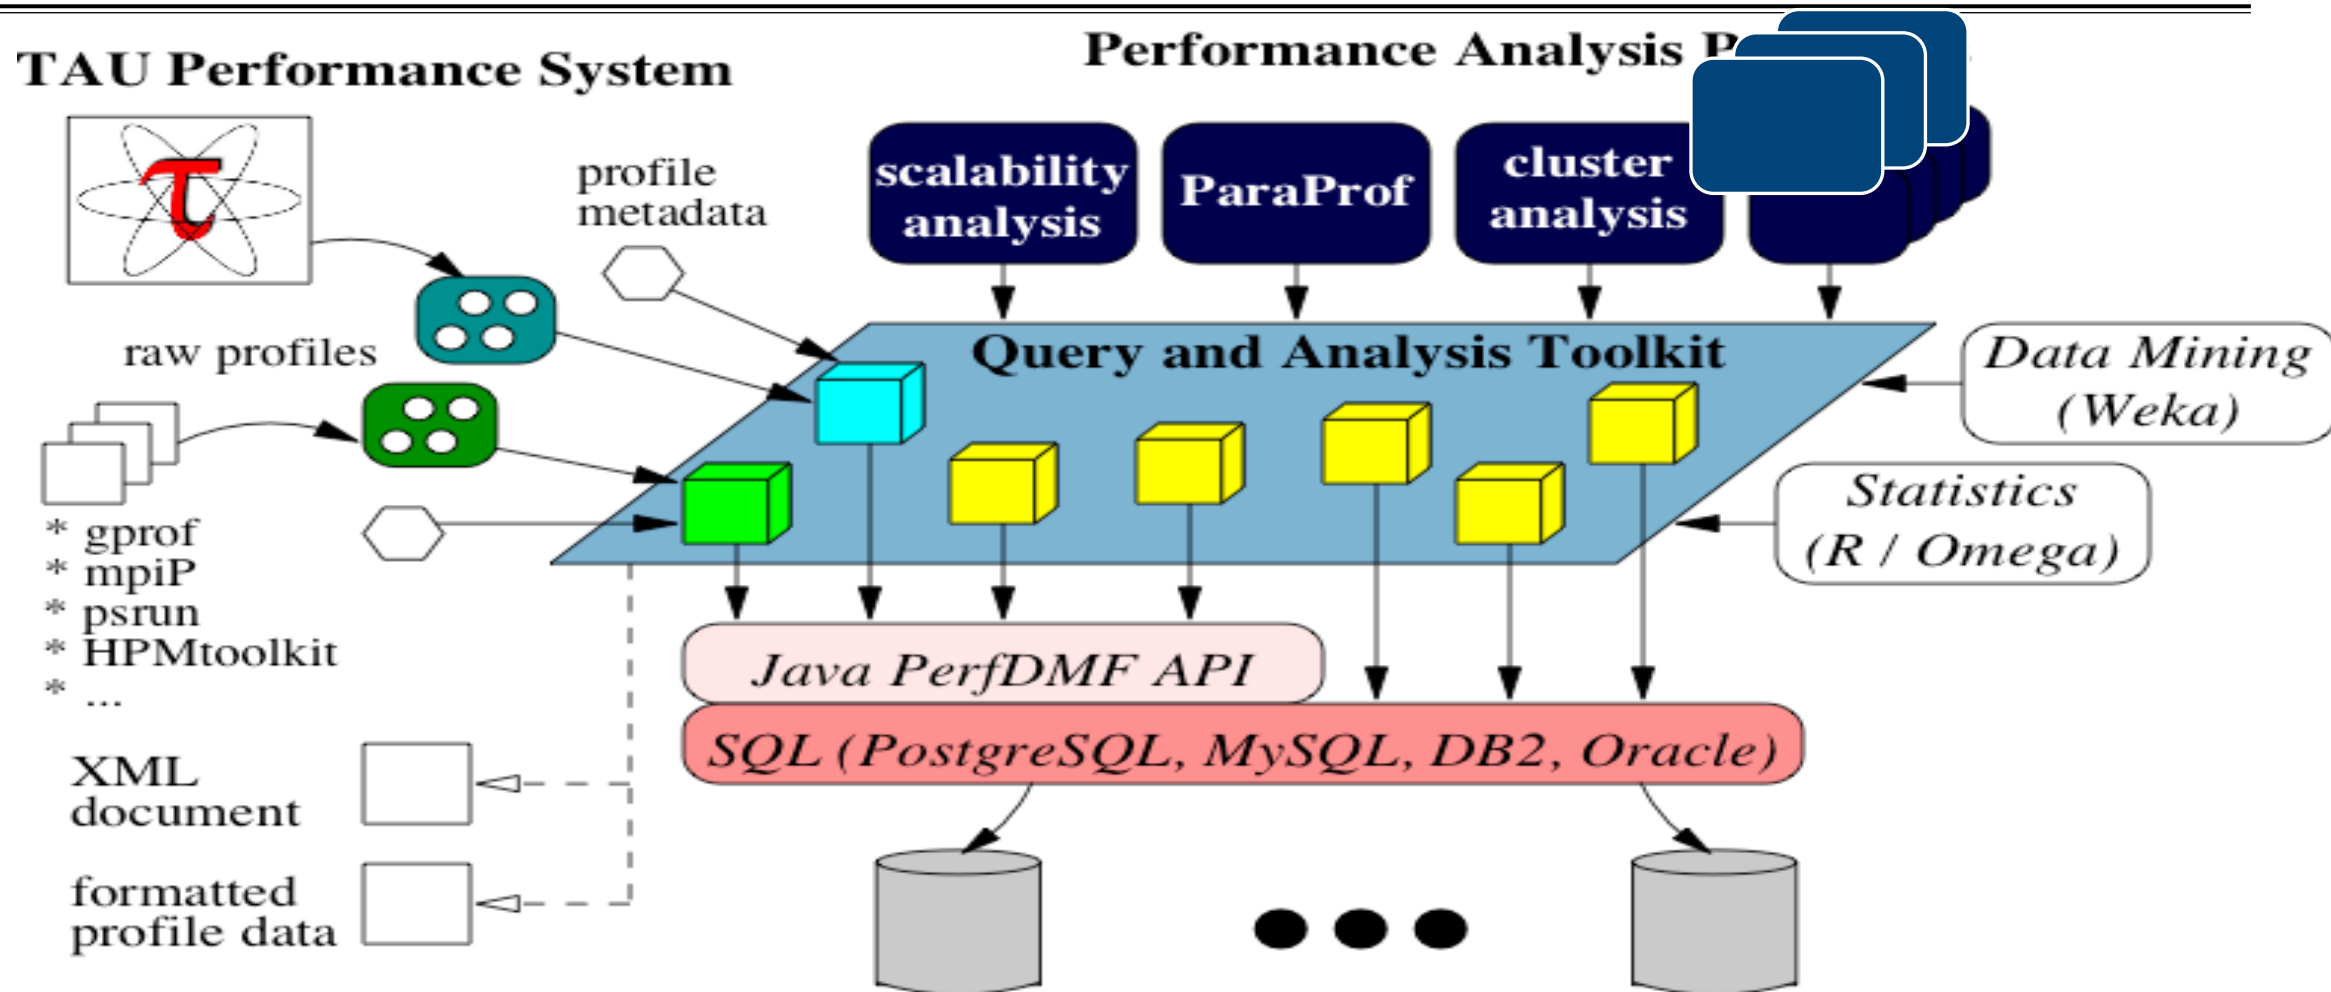 TAU Performance System
Performance Analysis
profile
metadata
scalability
analysis
ParaProf
cluster
analysis
raw profiles
Query and Analysis Toolkit
Data Mining
(Weka)
Statistics
(R / Omega)
* gprof
* mpiP
* psrun
* HPMtoolkit
* ...
Java PerfDMF API
SQL (PostgreSQL, MySQL, DB2, Oracle)
XML
document
formatted
profile data
τ